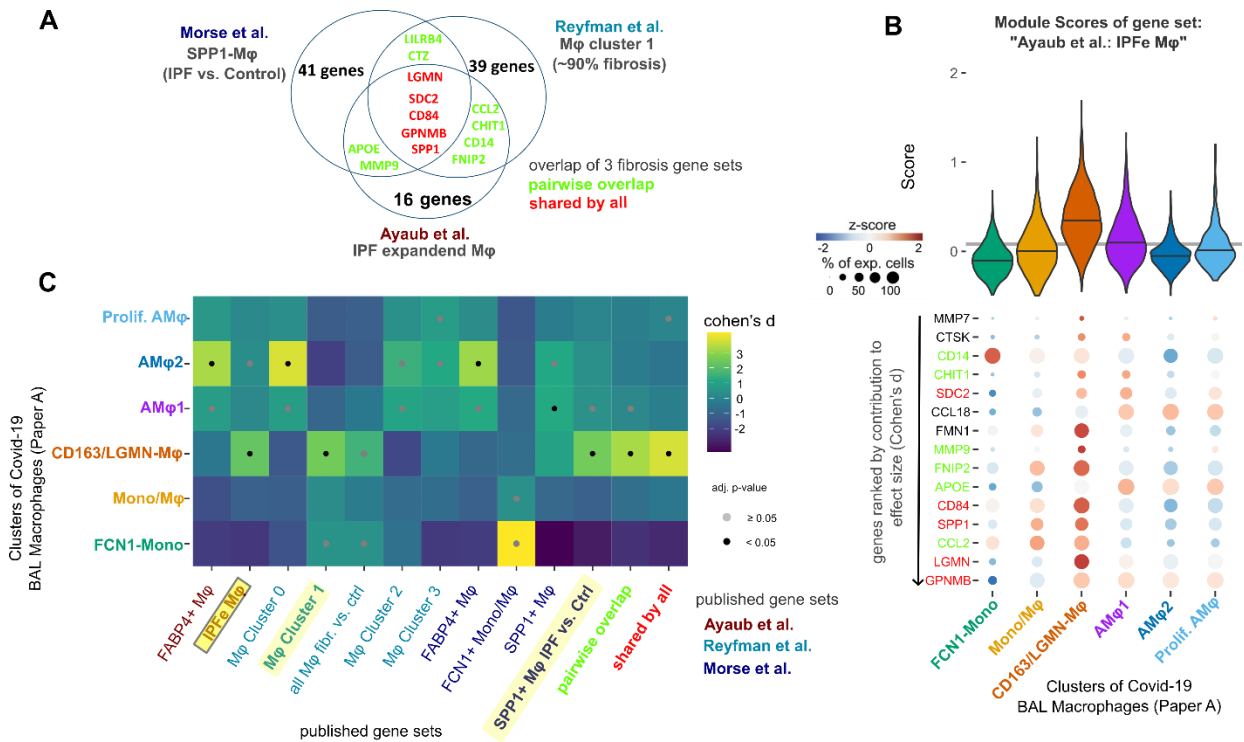 A
Morse et al.
SPP1-Mφ
(IPF vs. Control)
Reyfman et al.
Mφ cluster 1
(~90% fibrosis)
41 genes
39 genes
16 genes
LILRB4
CTZ
LGMN
SDC2
CD84
GPNMB
SPP1
CCL2
CHIT1
CD14
FNIP2
APOE
MMP9
overlap of 3 fibrosis gene sets
pairwise overlap
shared by all
Ayaub et al.
IPF expandend Mφ
B
Module Scores of gene set:
"Ayaub et al.: IPFe Mφ"
Score
2
1
0
z-score
-2 0 2
% of exp. cells
0 50 100
genes ranked by contribution to
effect size (Cohen's d)
MMP7
CTSK
CD14
CHIT1
SDC2
CCL18
FMN1
MMP9
FNIP2
APOE
CD84
SPP1
CCL2
LGMN
GPNMB
FCN1-Mono
Mono/Mφ
CD163/LGMN-Mφ
AMφ1
AMφ2
Prolif. AMφ
Clusters of Covid-19
BAL Macrophages (Paper A)
C
Clusters of Covid-19
BAL Macrophages (Paper A)
Prolif. AMφ
AMφ2
AMφ1
CD163/LGMN-Mφ
Mono/Mφ
FCN1-Mono
cohen's d
3
2
1
0
-1
-2
adj. p-value
≥ 0.05
< 0.05
FABP4+ Mφ
IPFe Mφ
Mφ Cluster 0
Mφ Cluster 1
all Mφ fibr. vs. ctrl
Mφ Cluster 2
Mφ Cluster 3
FABP4+ Mφ
FCN1+ Mono/Mφ
SPP1+ Mφ
SPP1+ Mφ IPF vs. Ctrl
pairwise overlap
shared by all
published gene sets
published gene sets
Ayaub et al.
Reyfman et al.
Morse et al.